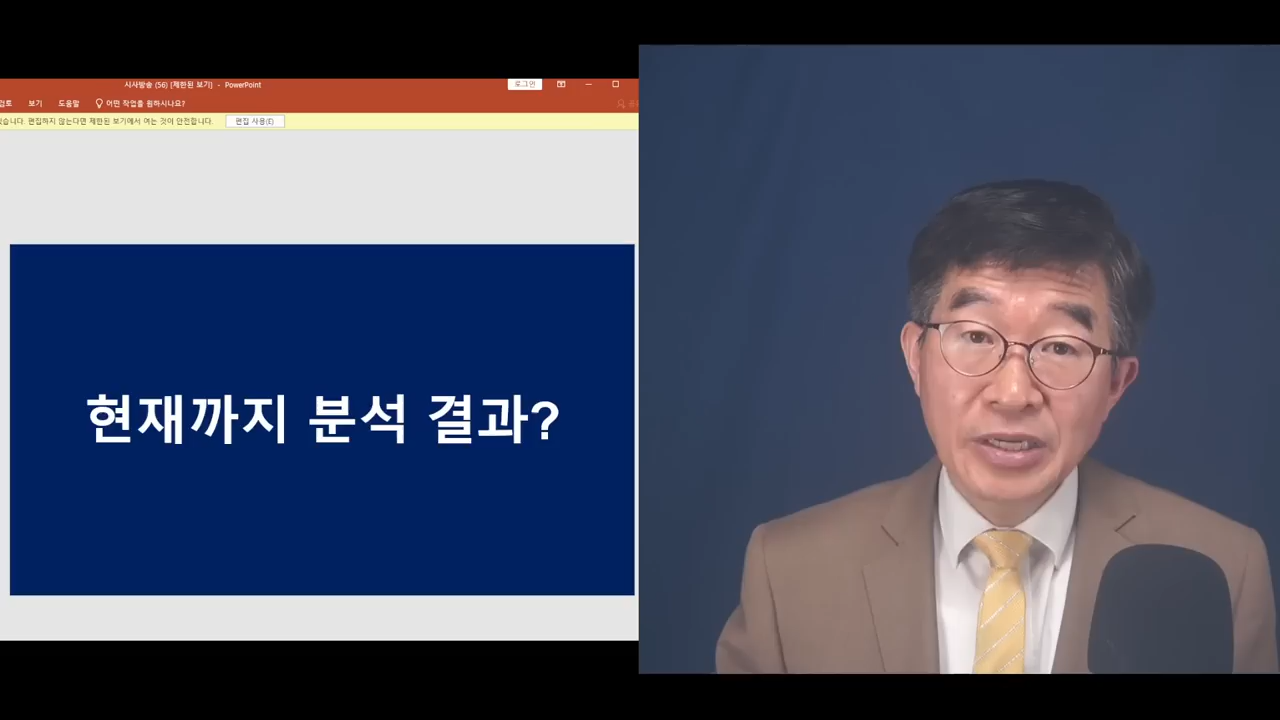 시사방송 (56) [제한된 보기] - PowerPoint
로그인
검토 보기 도움말 어떤 작업을 원하시나요?
있습니다. 편집하지 않는다면 제한된 보기에서 여는 것이 안전합니다. 편집 사용(E)
현재까지 분석 결과?